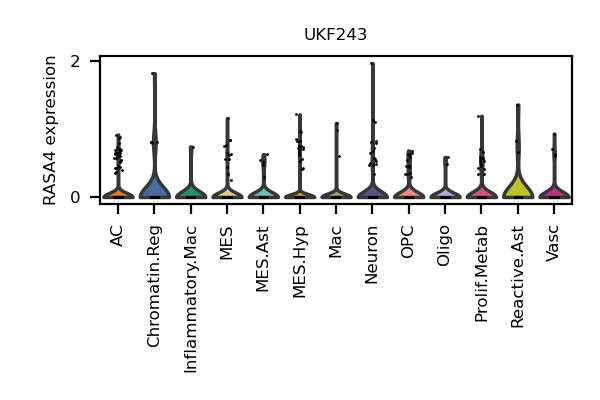 UKF243
RASA4 expression
2
0
AC
Chromatin.Reg
Inflammatory.Mac
MES
MES.Ast
MES.Hyp
Mac
Neuron
OPC
Oligo
Prolif.Metab
Reactive.Ast
Vasc